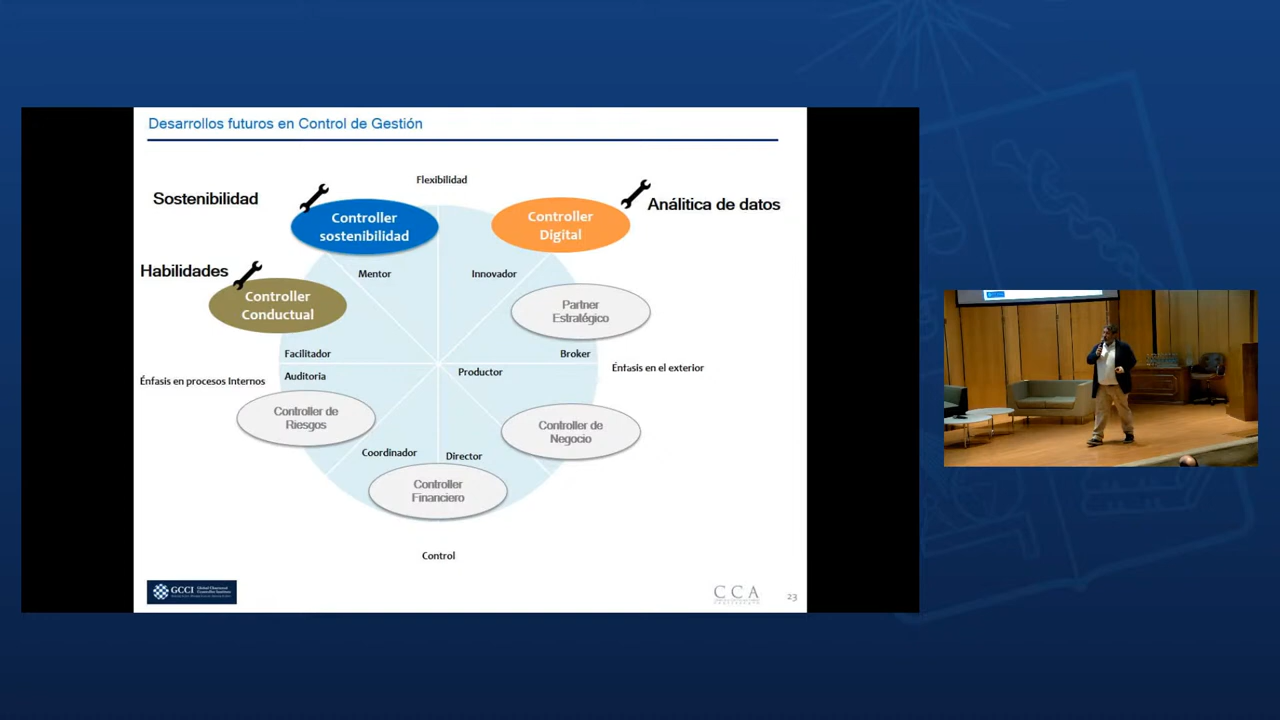 Desarrollos futuros en Control de Gestión
Flexibilidad
Sostenibilidad
Análitica de datos
Controller
sostenibilidad
Controller
Digital
Habilidades
Mentor
Innovador
Controller
Conductual
Partner
Estratégico
Facilitador
Broker
Énfasis en procesos Internos
Auditoria
Productor
Énfasis en el exterior
Controller de
Riesgos
Controller de
Negocio
Coordinador
Director
Controller
Financiero
Control
GCCI
Global Chartered
Controller Institute
CCA
23